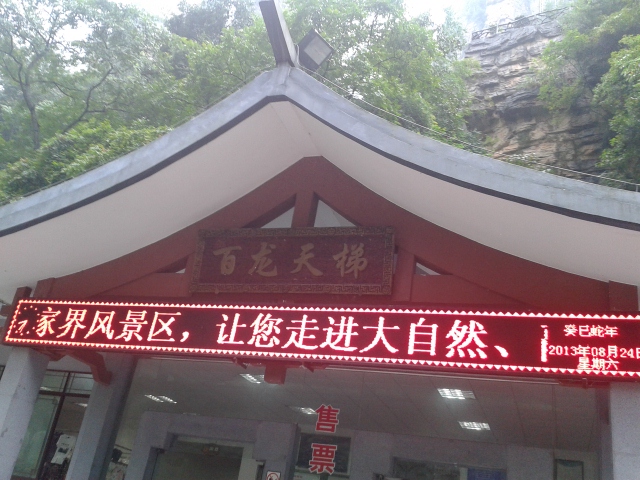 百龙天梯
家界风景区，让您走进大自然、
癸巳蛇年
2013年08月24日
星期六
售票